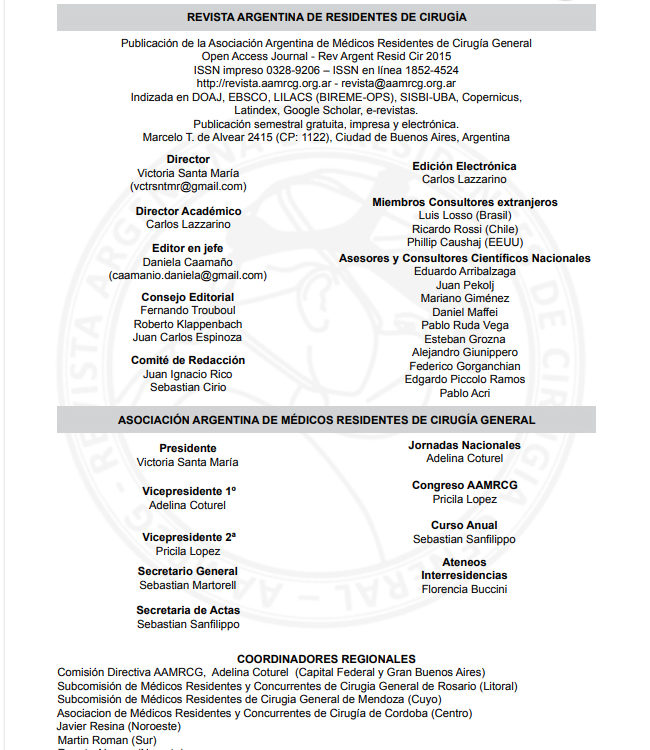 REVISTA ARGENTINA DE RESIDENTES DE CIRUGÍA
Publicación de la Asociación Argentina de Médicos Residentes de Cirugía General
Open Access Journal - Rev Argent Resid Cir 2015
ISSN impreso 0328-9206 – ISSN en línea 1852-4524
http://revista.aamrcg.org.ar - revista@aamrcg.org.ar
Indizada en DOAJ, EBSCO, LILACS (BIREME-OPS), SISBI-UBA, Copernicus,
Latindex, Google Scholar, e-revistas.
Publicación semestral gratuita, impresa y electrónica.
Marcelo T. de Alvear 2415 (CP: 1122), Ciudad de Buenos Aires, Argentina
Director
Victoria Santa María
(vctrsntmr@gmail.com)
Director Académico
Carlos Lazzarino
Editor en jefe
Daniela Caamaño
(caamanio.daniela@gmail.com)
Consejo Editorial
Fernando Trouboul
Roberto Klappenbach
Juan Carlos Espinoza
Comité de Redacción
Juan Ignacio Rico
Sebastian Cirio
Edición Electrónica
Carlos Lazzarino
Miembros Consultores extranjeros
Luis Losso (Brasil)
Ricardo Rossi (Chile)
Phillip Caushaj (EEUU)
Asesores y Consultores Científicos Nacionales
Eduardo Arribalzaga
Juan Pekolj
Mariano Giménez
Daniel Maffei
Pablo Ruda Vega
Esteban Grozna
Alejandro Giunippero
Federico Gorganchian
Edgardo Piccolo Ramos
Pablo Acri
ASOCIACIÓN ARGENTINA DE MÉDICOS RESIDENTES DE CIRUGÍA GENERAL
Presidente
Victoria Santa María
Vicepresidente 1º
Adelina Coturel
Vicepresidente 2ª
Pricila Lopez
Secretario General
Sebastian Martorell
Secretaria de Actas
Sebastian Sanfilippo
Jornadas Nacionales
Adelina Coturel
Congreso AAMRCG
Pricila Lopez
Curso Anual
Sebastian Sanfilippo
Ateneos
Interresidencias
Florencia Buccini
COORDINADORES REGIONALES
Comisión Directiva AAMRCG, Adelina Coturel (Capital Federal y Gran Buenos Aires)
Subcomisión de Médicos Residentes y Concurrentes de Cirugia General de Rosario (Litoral)
Subcomisión de Médicos Residentes de Cirugia General de Mendoza (Cuyo)
Asociacion de Médicos Residentes y Concurrentes de Cirugía de Cordoba (Centro)
Javier Resina (Noroeste)
Martin Roman (Sur)